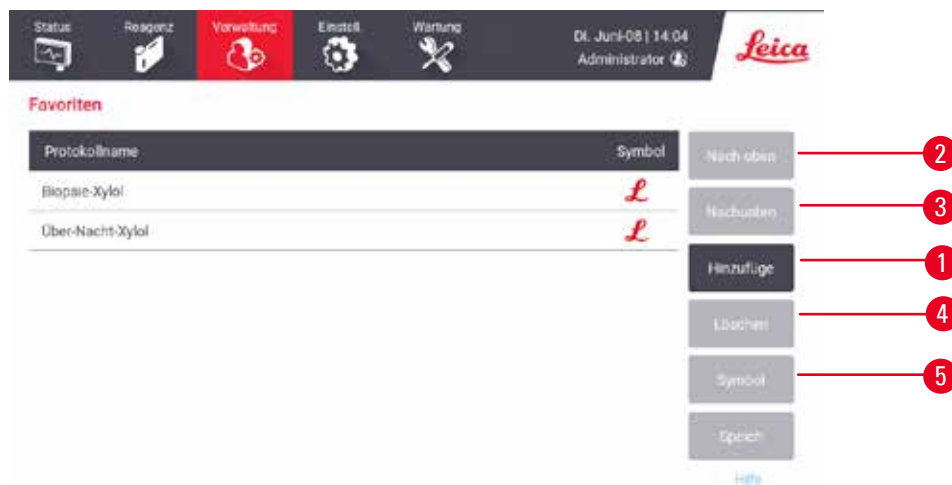 Status Reagenz Verwaltung Einstell. Wartung
Di. Juni-08 | 14:04
Administrator
Leica
Favoriten
Protokollname Symbol
Biopsie-Xylol
Über-Nacht-Xylol
Nach oben
Nachunten
Hinzufüge
Löschen
Symbol
Speich
Hilfe
2
3
1
4
5